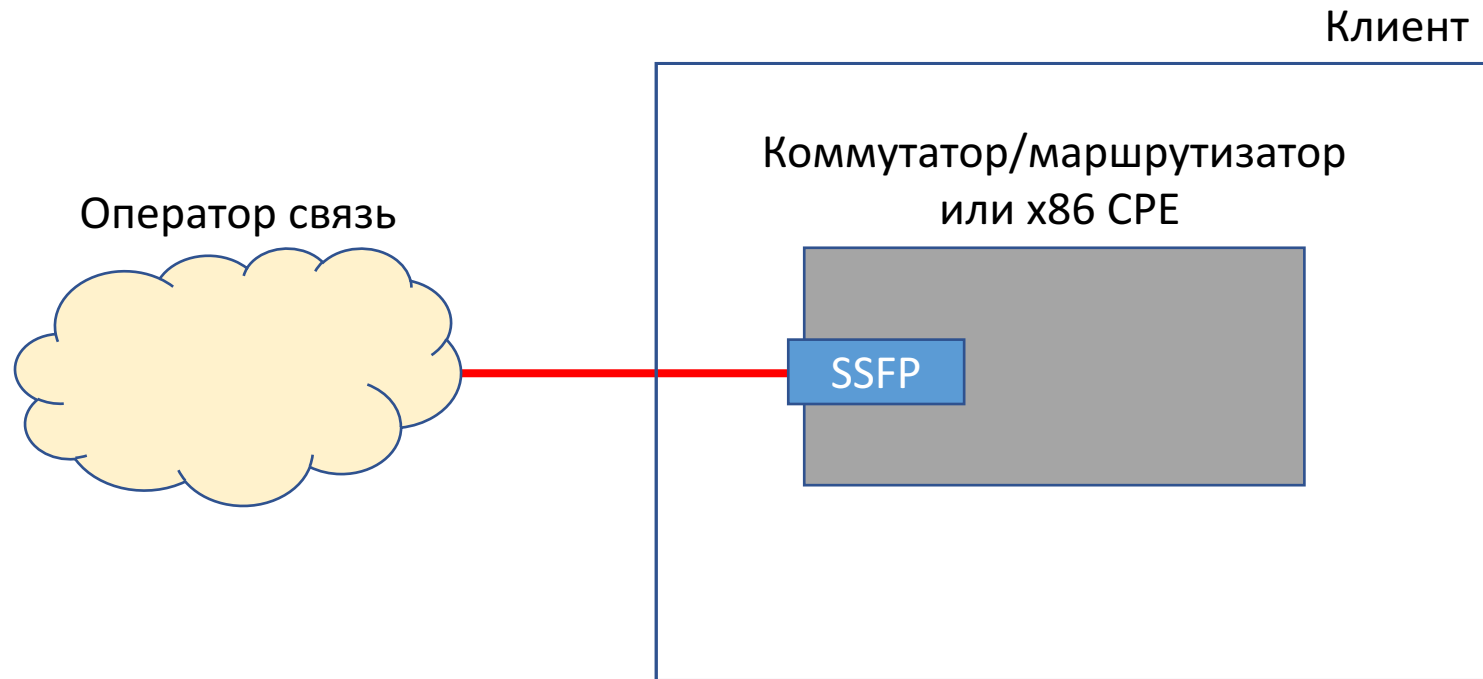 Клиент
Коммутатор/маршрутизатор
или x86 CPE
Оператор связь
SSFP